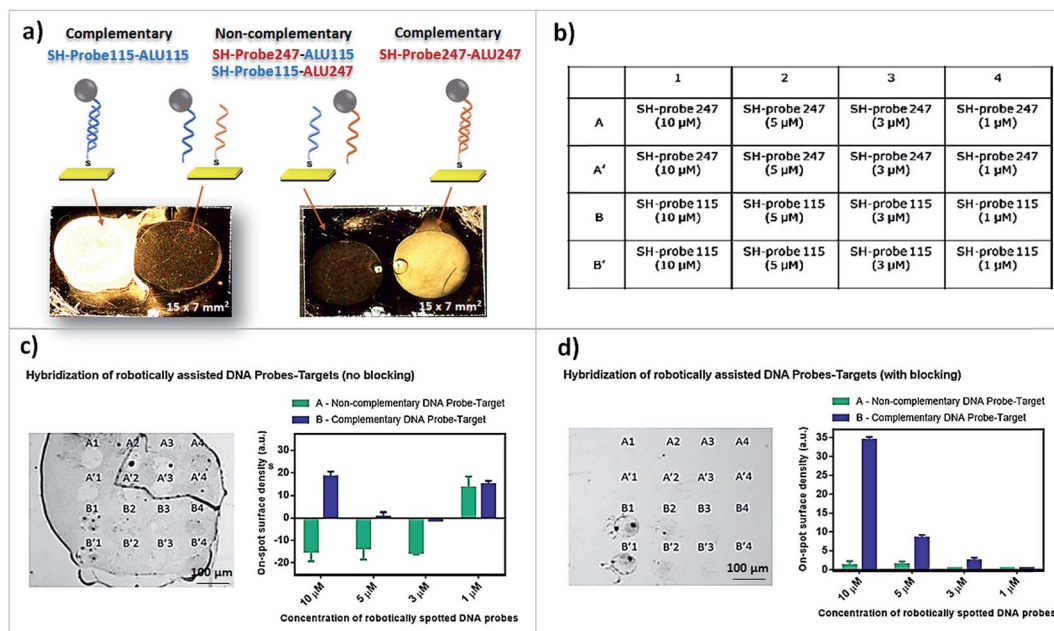 a)
Complementary
SH-Probe115-ALU115
Non-complementary
SH-Probe247-ALU115
SH-Probe115-ALU247
Complementary
SH-Probe247-ALU247
S
S
S
S
15 x 7 mm²
15 x 7 mm²
b)
1 2 3 4
A SH-probe 247 (10 µM) SH-probe 247 (5 µM) SH-probe 247 (3 µM) SH-probe 247 (1 µM)
A' SH-probe 247 (10 µM) SH-probe 247 (5 µM) SH-probe 247 (3 µM) SH-probe 247 (1 µM)
B SH-probe 115 (10 µM) SH-probe 115 (5 µM) SH-probe 115 (3 µM) SH-probe 115 (1 µM)
B' SH-probe 115 (10 µM) SH-probe 115 (5 µM) SH-probe 115 (3 µM) SH-probe 115 (1 µM)
c)
Hybridization of robotically assisted DNA Probes-Targets (no blocking)
A1 A2 A3 A4
A'1 A'2 A'3 A'4
B1 B2 B3 B4
B'1 B'2 B'3 B'4
100 µm
A - Non-complementary DNA Probe-Target
B - Complementary DNA Probe-Target
On-spot surface density (a.u.)
s
30
20
10
0
-10
-20
10 µM
5 µM
3 µM
1 µM
Concentration of robotically spotted DNA probes
d)
Hybridization of robotically assisted DNA Probes-Targets (with blocking)
A1 A2 A3 A4
A'1 A'2 A'3 A'4
B1 B2 B3 B4
B'1 B'2 B'3 B'4
100 µm
A - Non-complementary DNA Probe-Target
B - Complementary DNA Probe-Target
On-spot surface density (a.u.)
35
30
25
20
15
10
5
0
10 µM
5 µM
3 µM
1 µM
Concentration of robotically spotted DNA probes